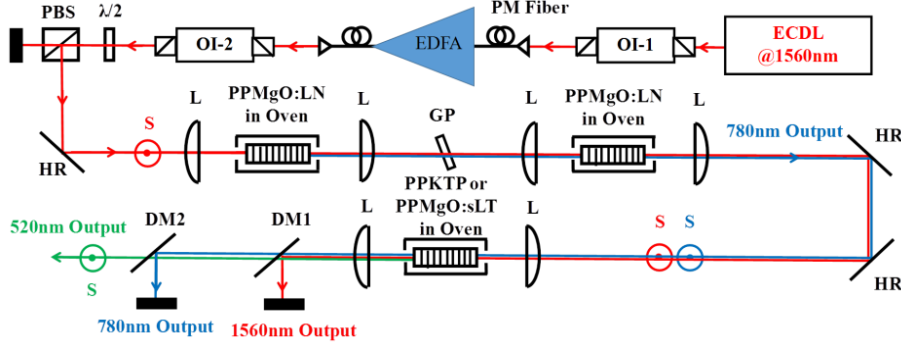 PBS
λ/2
OI-2
EDFA
PM Fiber
OI-1
ECDL
@1560nm
HR
S
L
PPMgO:LN
in Oven
L
GP
L
PPMgO:LN
in Oven
L
780nm Output
HR
520nm Output
S
DM2
DM1
L
PPKTP or
PPMgO:sLT
in Oven
L
S
S
HR
780nm Output
1560nm Output